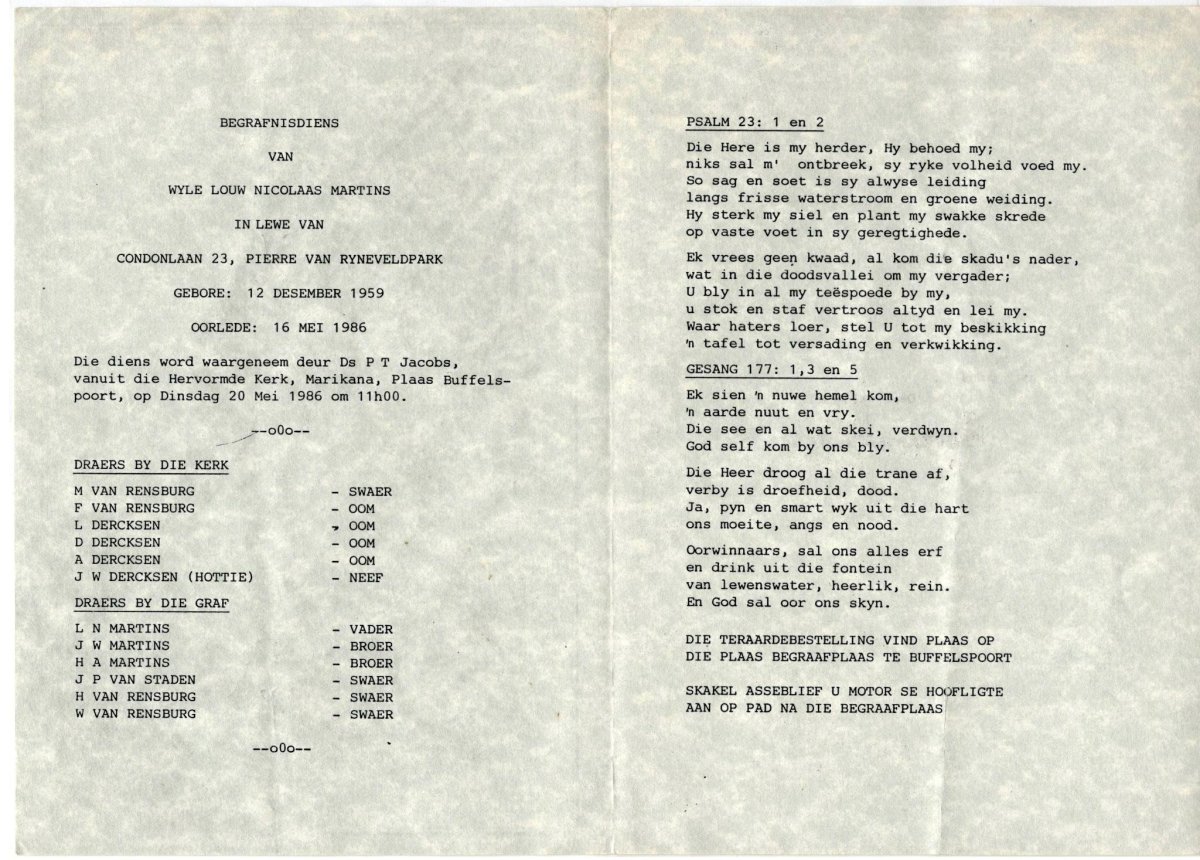 BEGRAFNISDIENS
VAN
WYLE LOUW NICOLAAS MARTINS
IN LEWE VAN
CONDONLAAN 23, PIERRE VAN RYNEVELDPARK
GEBORE: 12 DESEMBER 1959
OORLEDE: 16 MEI 1986
Die diens word waargeneem deur Ds P T Jacobs,
vanuit die Hervormde Kerk, Marikana, Plaas Buffels-
poort, op Dinsdag 20 Mei 1986 om 11h00.
--oOo--
DRAERS BY DIE KERK
M VAN RENSBURG - SWAER
F VAN RENSBURG - OOM
L DERCKSEN - OOM
D DERCKSEN - OOM
A DERCKSEN - OOM
J W DERCKSEN (HOTTIE) - NEEF
DRAERS BY DIE GRAF
L N MARTINS - VADER
J W MARTINS - BROER
H A MARTINS - BROER
J P VAN STADEN - SWAER
H VAN RENSBURG - SWAER
W VAN RENSBURG - SWAER
--oOo--
PSALM 23: 1 en 2
Die Here is my herder, Hy behoed my;
niks sal m' ontbreek, sy ryke volheid voed my.
So sag en soet is sy alwyse leiding
langs frisse waterstroom en groene weiding.
Hy sterk my siel en plant my swakke skrede
op vaste voet in sy geregtighede.
Ek vrees geen kwaad, al kom die skadu's nader,
wat in die doodsvallei om my vergader;
U bly in al my teëspoede by my,
u stok en staf vertroos altyd en lei my.
Waar haters loer, stel U tot my beskikking
'n tafel tot versading en verkwikking.
GESANG 177: 1,3 en 5
Ek sien 'n nuwe hemel kom,
'n aarde nuut en vry.
Die see en al wat skei, verdwyn.
God self kom by ons bly.
Die Heer droog al die trane af,
verby is droefheid, dood.
Ja, pyn en smart wyk uit die hart
ons moeite, angs en nood.
Oorwinnaars, sal ons alles erf
en drink uit die fontein
van lewenswater, heerlik, rein.
En God sal oor ons skyn.
DIE TERAARDEBESTELLING VIND PLAAS OP
DIE PLAAS BEGRAAFPLAAS TE BUFFELSPOORT
SKAKEL ASSEBLIEF U MOTOR SE HOOFLIGTE
AAN OP PAD NA DIE BEGRAAFPLAAS